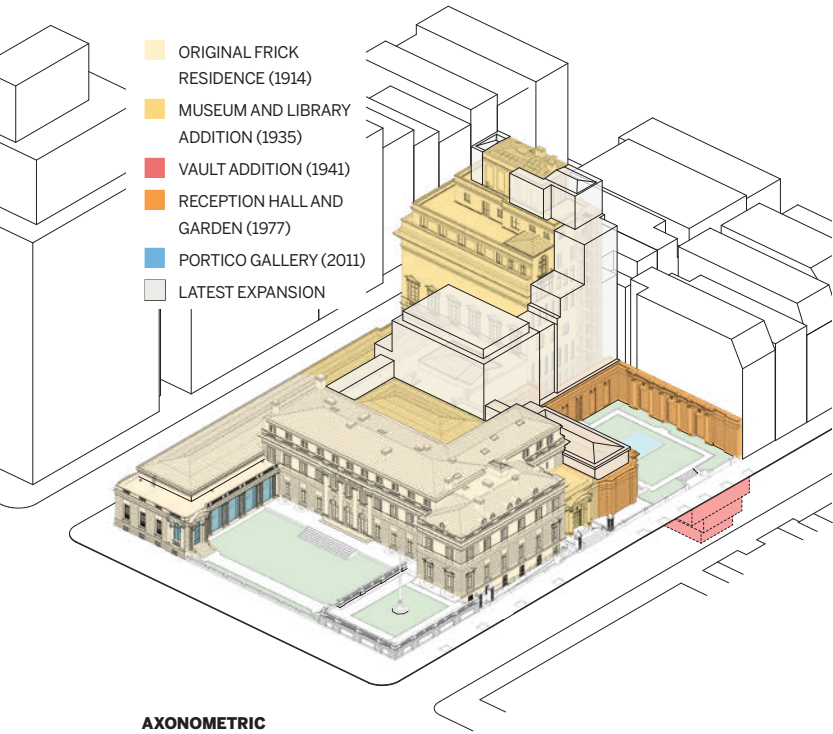 ORIGINAL FRICK
RESIDENCE (1914)
MUSEUM AND LIBRARY
ADDITION (1935)
VAULT ADDITION (1941)
RECEPTION HALL AND
GARDEN (1977)
PORTICO GALLERY (2011)
LATEST EXPANSION
AXONOMETRIC